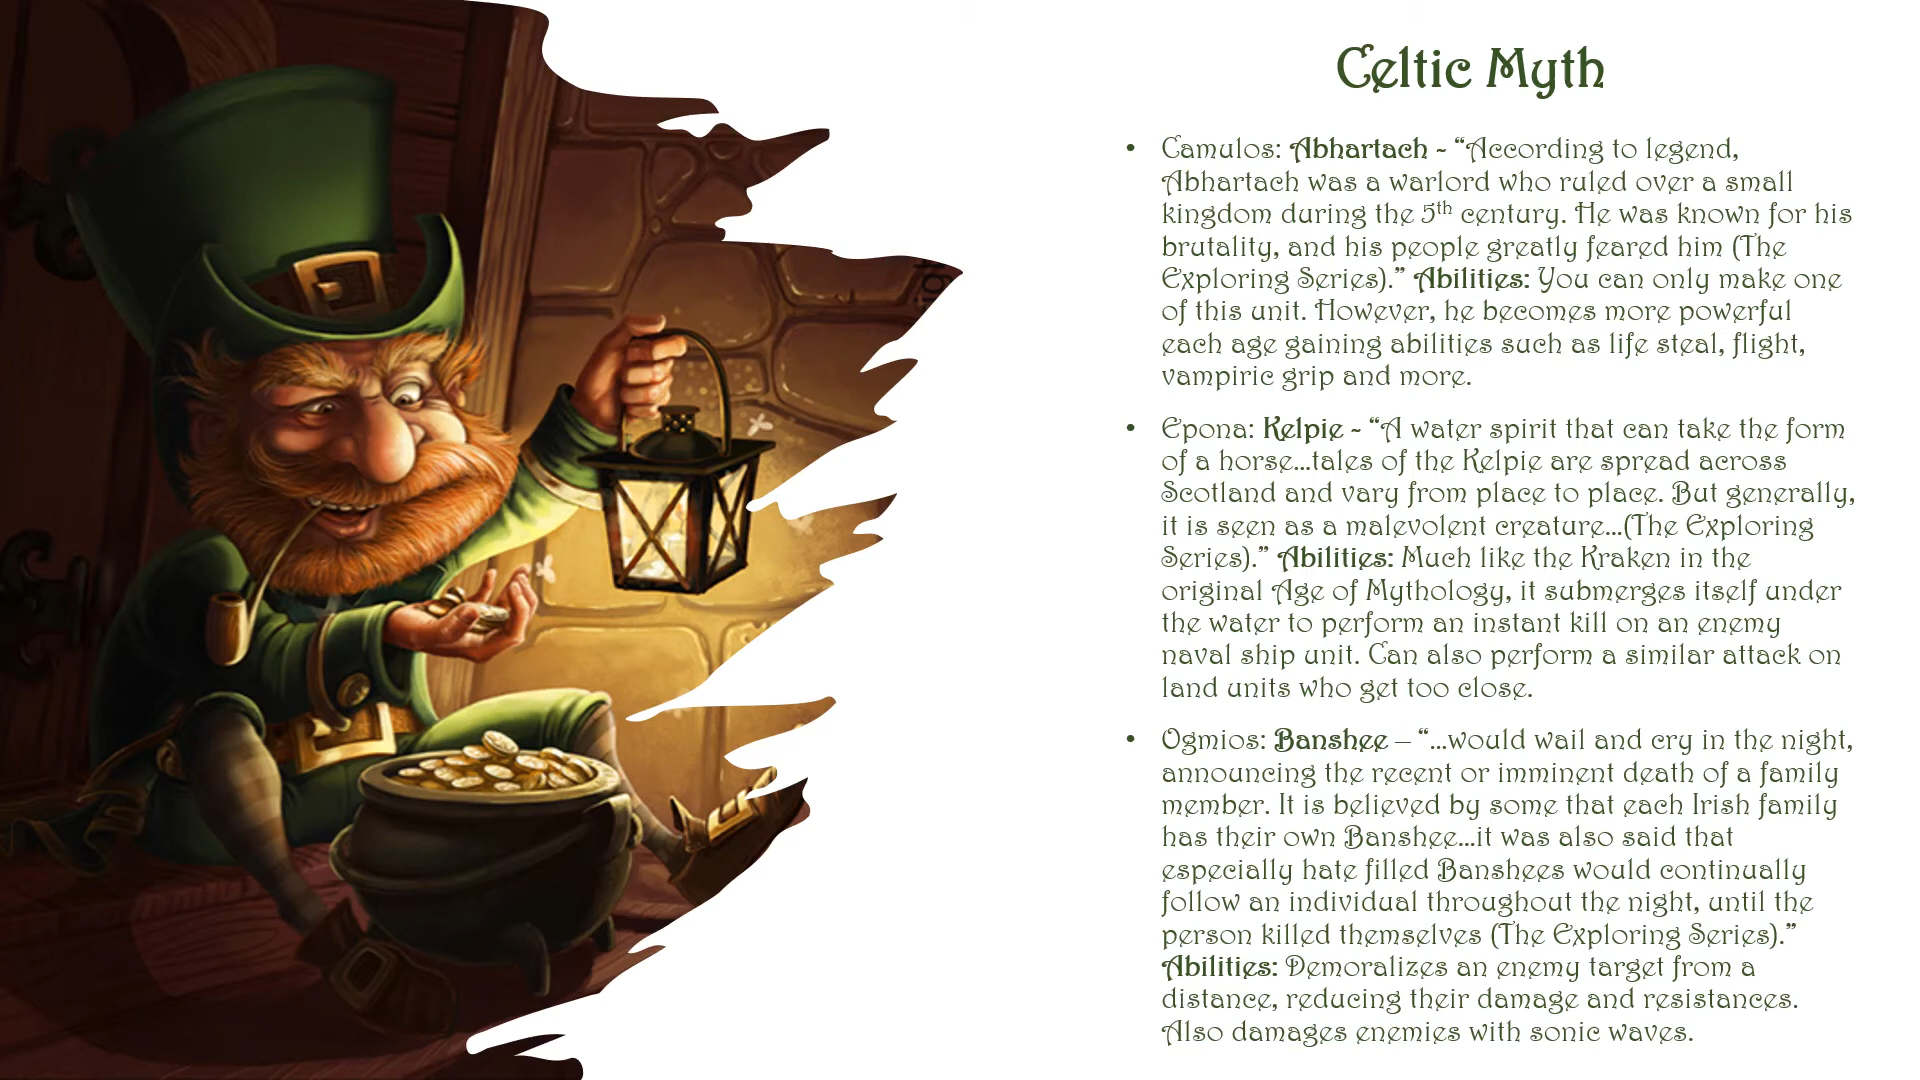 Celtic Myth
• Camulos: Abhartach ~ “According to legend,
Abhartach was a warlord who ruled over a small
kingdom during the 5th century. He was known for his
brutality, and his people greatly feared him (The
Exploring Series).” Abilities: You can only make one
of this unit. However, he becomes more powerful
each age gaining abilities such as life steal, flight,
vampiric grip and more.
• Epona: Kelpie ~ “A water spirit that can take the form
of a horse…tales of the Kelpie are spread across
Scotland and vary from place to place. But generally,
it is seen as a malevolent creature…(The Exploring
Series).” Abilities: Much like the Kraken in the
original Age of Mythology, it submerges itself under
the water to perform an instant kill on an enemy
naval ship unit. Can also perform a similar attack on
land units who get too close.
• Ogmios: Banshee – “…would wail and cry in the night,
announcing the recent or imminent death of a family
member. It is believed by some that each Irish family
has their own Banshee…it was also said that
especially hate filled Banshees would continually
follow an individual throughout the night, until the
person killed themselves (The Exploring Series).”
Abilities: Demoralizes an enemy target from a
distance, reducing their damage and resistances.
Also damages enemies with sonic waves.